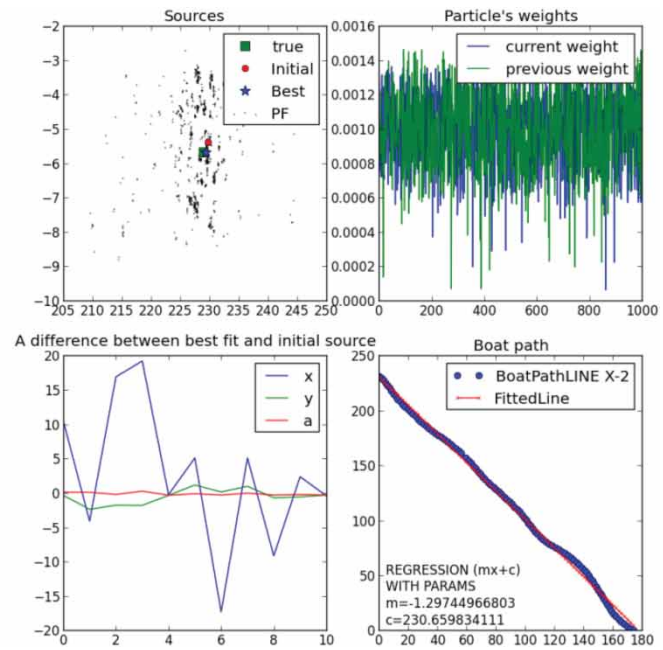 Sources
-2
-3
-4
-5
-6
-7
-8
-9
-10
205 215 220 225 230 235 240 245 250
true
Initial
Best
PF
Particle's weights
0.0016
0.0014
0.0012
0.0010
0.0008
0.0006
0.0004
0.0002
0.0000
0 200 400 600 800 1000
current weight
previous weight
A difference between best fit and initial source
20
15
10
5
0
-5
-10
-15
-20
0 2 4 6 8 10
x
y
a
Boat path
250
200
150
100
50
0
0 20 40 60 80 100 120 140 160 180
BoatPathLINE X-2
FittedLine
REGRESSION (mx+c)
WITH PARAMS
m=-1.29744966803
c=230.659834111